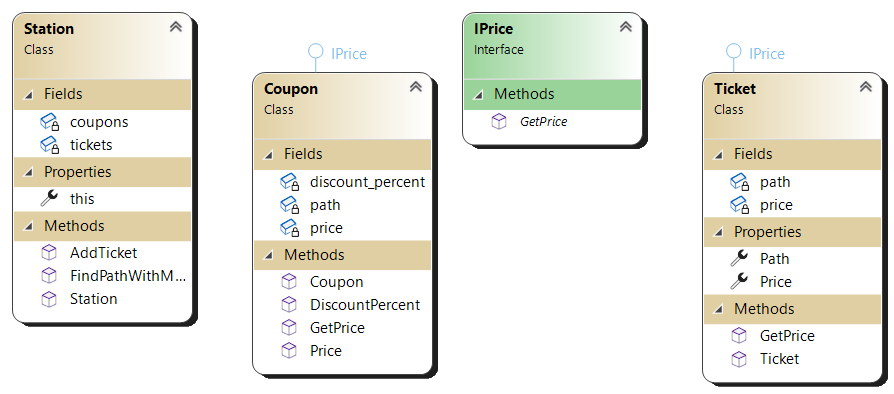 Station
Class
Fields
coupons
tickets
Properties
this
Methods
AddTicket
FindPathWithM...
Station
IPrice
Coupon
Class
Fields
discount_percent
path
price
Methods
Coupon
DiscountPercent
GetPrice
Price
IPrice
Interface
Methods
GetPrice
IPrice
Ticket
Class
Fields
path
price
Properties
Path
Price
Methods
GetPrice
Ticket